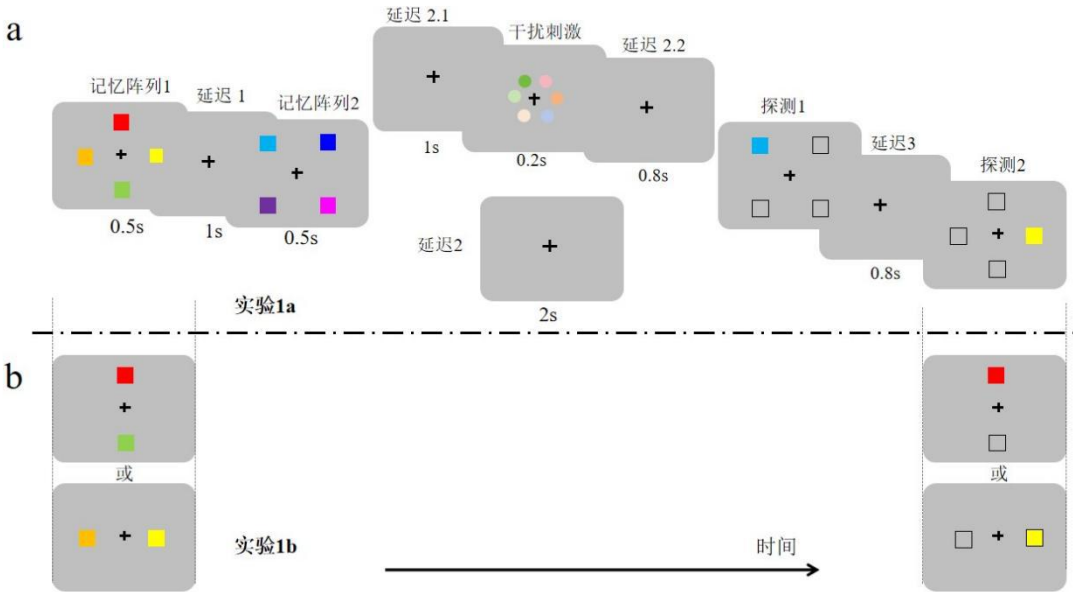 a
记忆阵列1
延迟 1
记忆阵列2
延迟 2.1
干扰刺激
延迟 2.2
探测1
延迟3
探测2
0.5s
1s
0.5s
1s
0.2s
0.8s
0.8s
延迟2
2s
实验1a
b
或
或
实验1b
时间